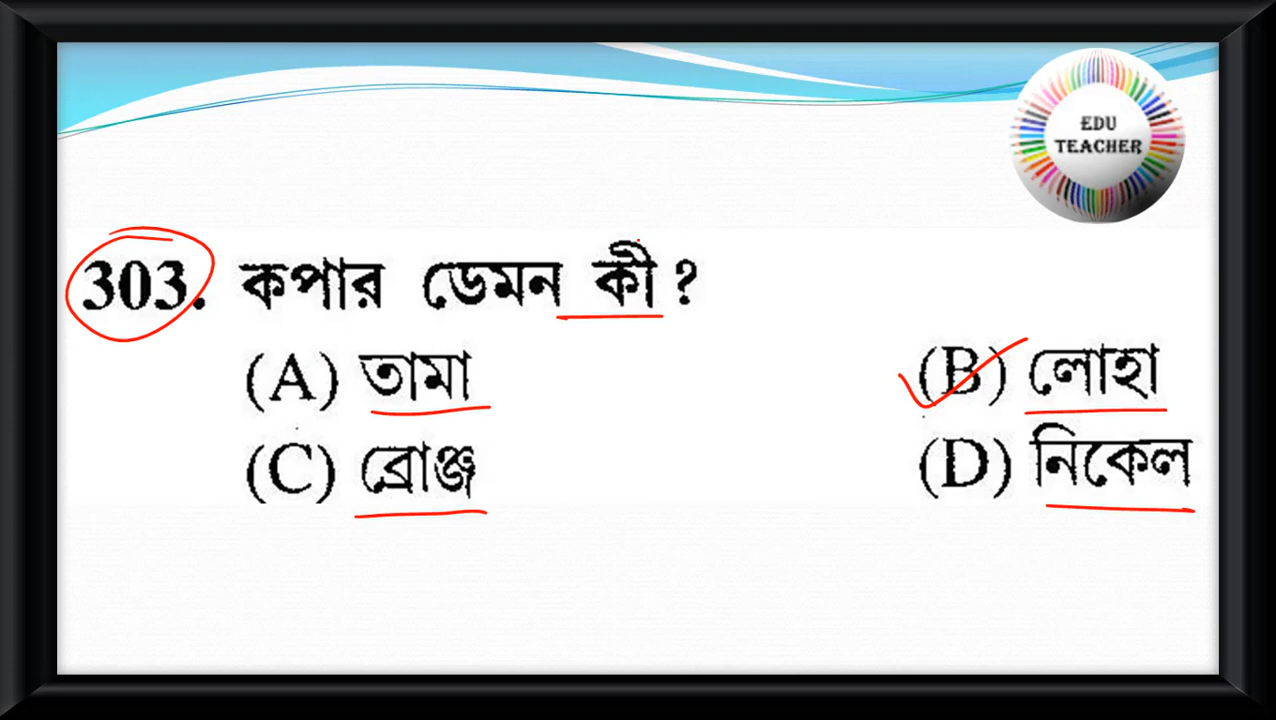 EDU
TEACHER
303. কপার ডেমন কী ?
(A) তামা (B) লোহা
(C) ব্রোঞ্জ (D) নিকেল